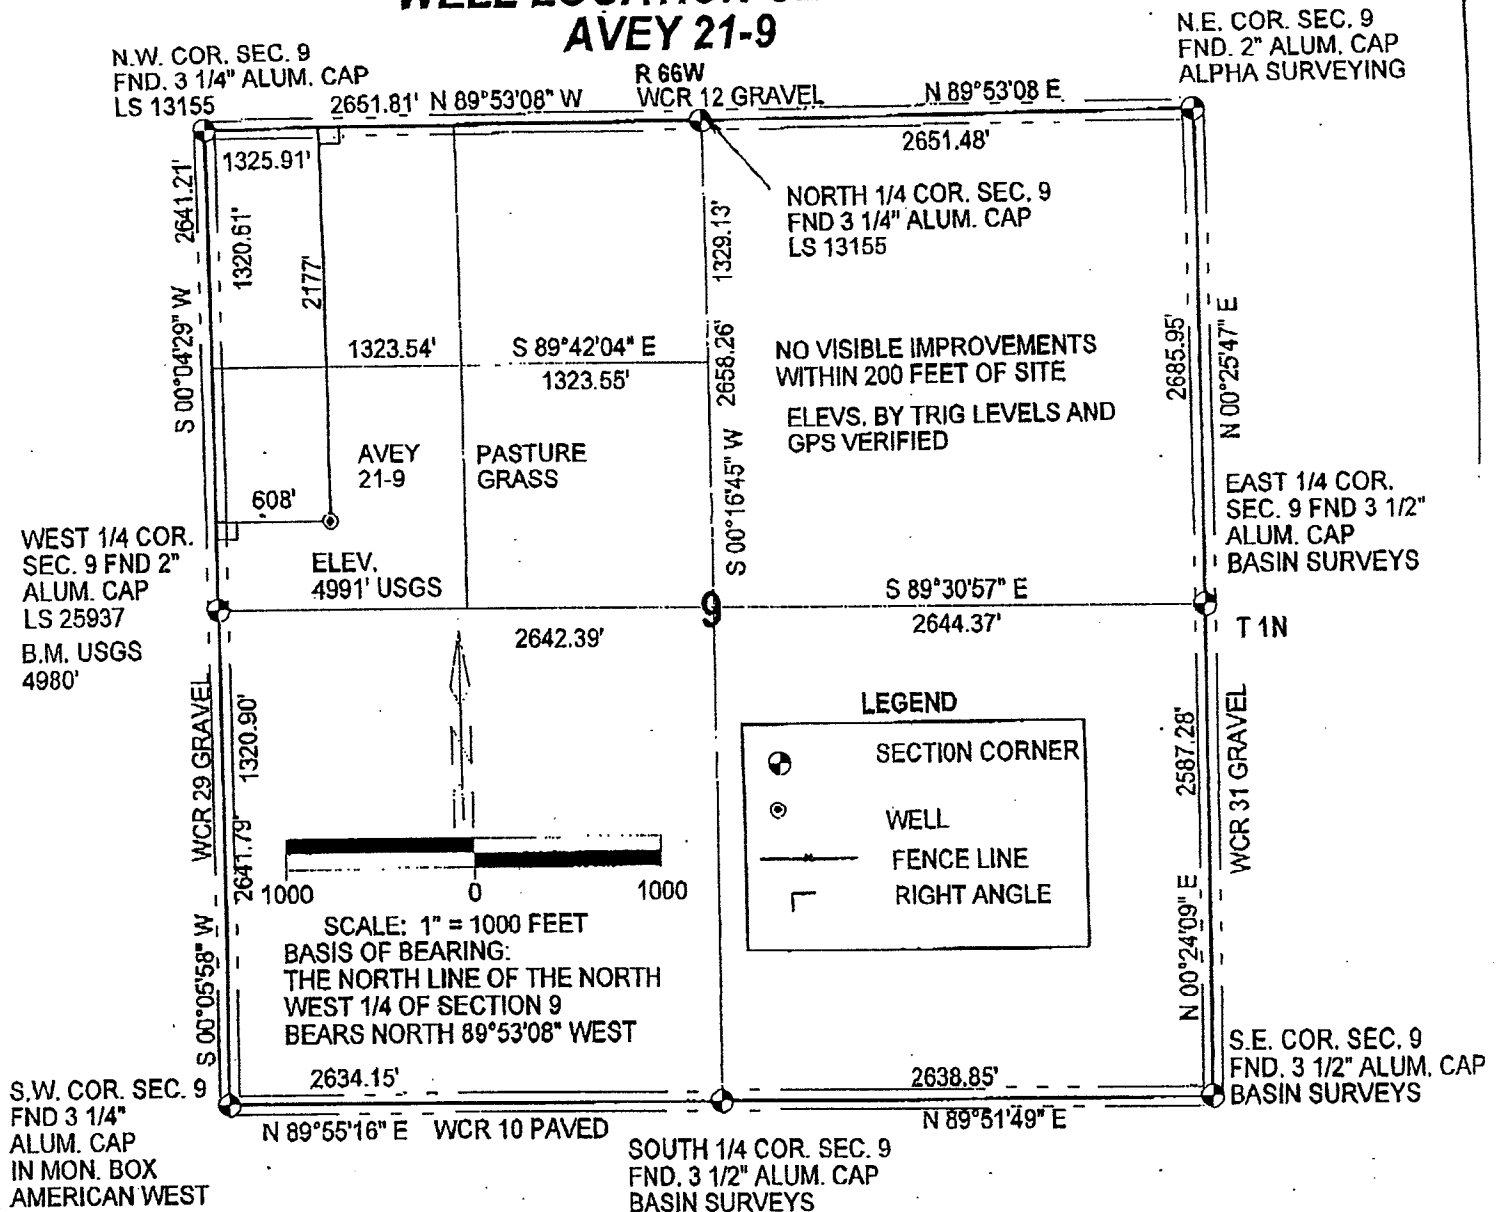 AVEY 21-9
N.W. COR. SEC. 9
FND. 3 1/4" ALUM. CAP
LS 13155
R 66W
2651.81' N 89°53'08" W
WCR 12 GRAVEL
N 89°53'08 E
N.E. COR. SEC. 9
FND. 2" ALUM. CAP
ALPHA SURVEYING
1325.91'
2651.48'
2641.21'
1320.61'
2177'
S 00°04'29" W
NORTH 1/4 COR. SEC. 9
FND 3 1/4" ALUM. CAP
LS 13155
1329.13'
2658.26'
S 00°16'45" W
1323.54'
S 89°42'04" E
1323.55'
NO VISIBLE IMPROVEMENTS
WITHIN 200 FEET OF SITE
ELEVS. BY TRIG LEVELS AND
GPS VERIFIED
2685.95'
N 00°25'47" E
AVEY
21-9
PASTURE
GRASS
608'
ELEV.
4991' USGS
WEST 1/4 COR.
SEC. 9 FND 2"
ALUM. CAP
LS 25937
B.M. USGS
4980'
EAST 1/4 COR.
SEC. 9 FND 3 1/2"
ALUM. CAP
BASIN SURVEYS
S 89°30'57" E
9
2642.39'
2644.37'
T 1N
N
WCR 29 GRAVEL
1320.90'
2641.79'
S 00°05'58" W
LEGEND
SECTION CORNER
WELL
FENCE LINE
RIGHT ANGLE
2587.28'
WCR 31 GRAVEL
N 00°24'09" E
1000 0 1000
SCALE: 1" = 1000 FEET
BASIS OF BEARING:
THE NORTH LINE OF THE NORTH
WEST 1/4 OF SECTION 9
BEARS NORTH 89°53'08" WEST
2634.15'
2638.85'
S.W. COR. SEC. 9
FND 3 1/4"
ALUM. CAP
IN MON. BOX
AMERICAN WEST
N 89°55'16" E WCR 10 PAVED
N 89°51'49" E
SOUTH 1/4 COR. SEC. 9
FND. 3 1/2" ALUM. CAP
BASIN SURVEYS
S.E. COR. SEC. 9
FND. 3 1/2" ALUM. CAP
BASIN SURVEYS